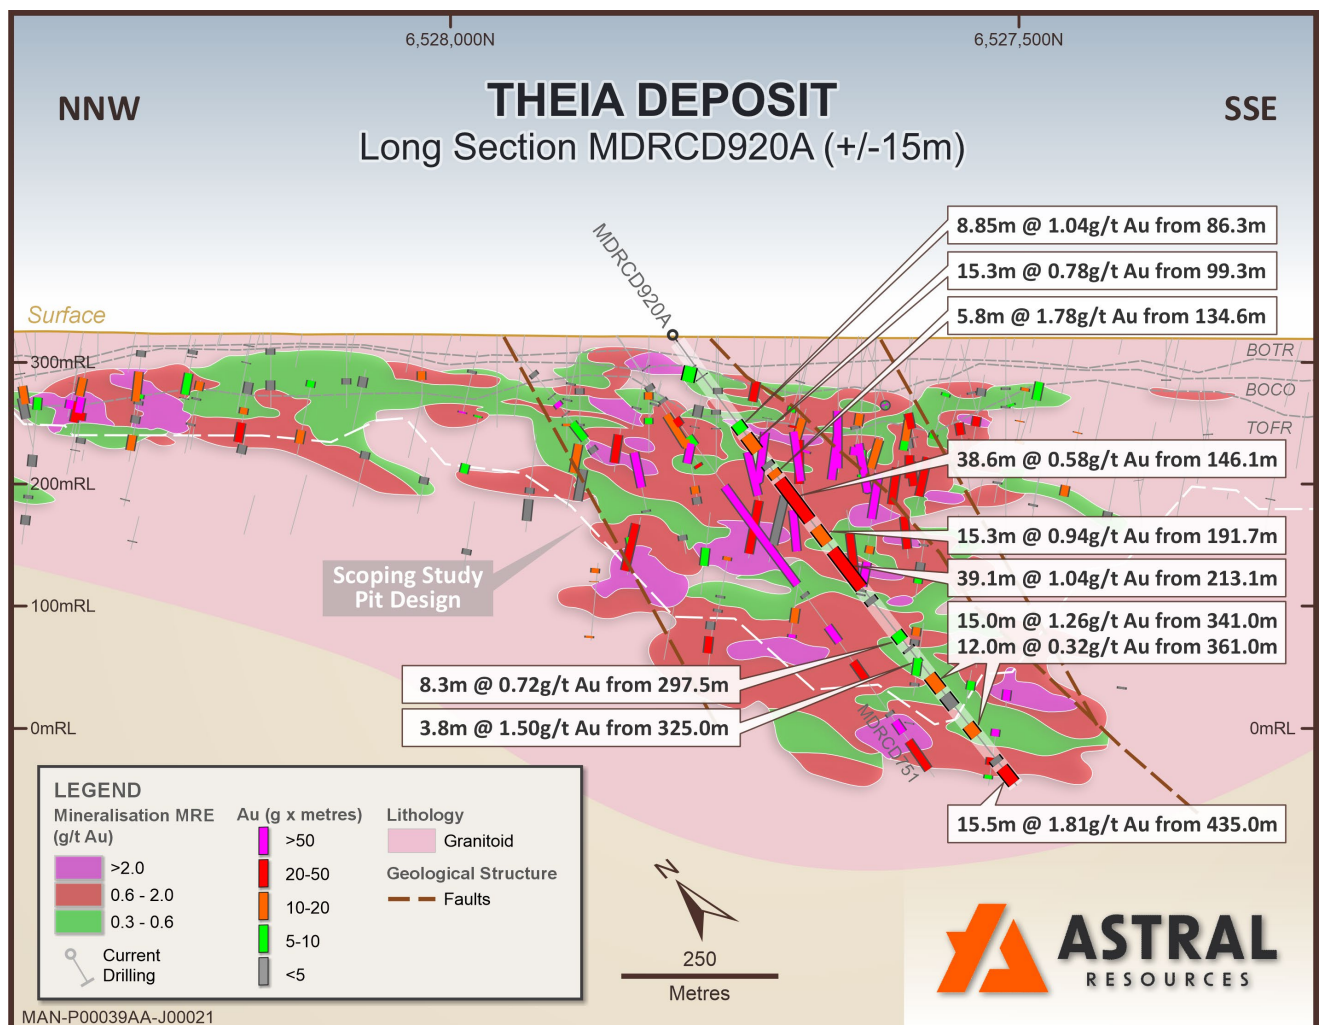 6,528,000N
6,527,500N
NNW
THEIA DEPOSIT
SSE
Long Section MDRCD920A (+/-15m)
8.85m @ 1.04g/t Au from 86.3m
MDRCD920A
15.3m @ 0.78g/t Au from 99.3m
Surface
5.8m @ 1.78g/t Au from 134.6m
BOTR
300mRL
BOCO
TOFR
38.6m @ 0.58g/t Au from 146.1m
200mRL
15.3m @ 0.94g/t Au from 191.7m
Scoping Study
Pit Design
39.1m @ 1.04g/t Au from 213.1m
100mRL
15.0m @ 1.26g/t Au from 341.0m
12.0m @ 0.32g/t Au from 361.0m
8.3m @ 0.72g/t Au from 297.5m
3.8m @ 1.50g/t Au from 325.0m
0mRL
0mRL
MDRCD751
15.5m @ 1.81g/t Au from 435.0m
LEGEND
Mineralisation MRE
(g/t Au)
>2.0
0.6 - 2.0
0.3 - 0.6
Current
Drilling
Au (g x metres)
>50
20-50
10-20
5-10
<5
Lithology
Granitoid
Geological Structure
Faults
N
250
Metres
ASTRAL
RESOURCES
MAN-P00039AA-J00021